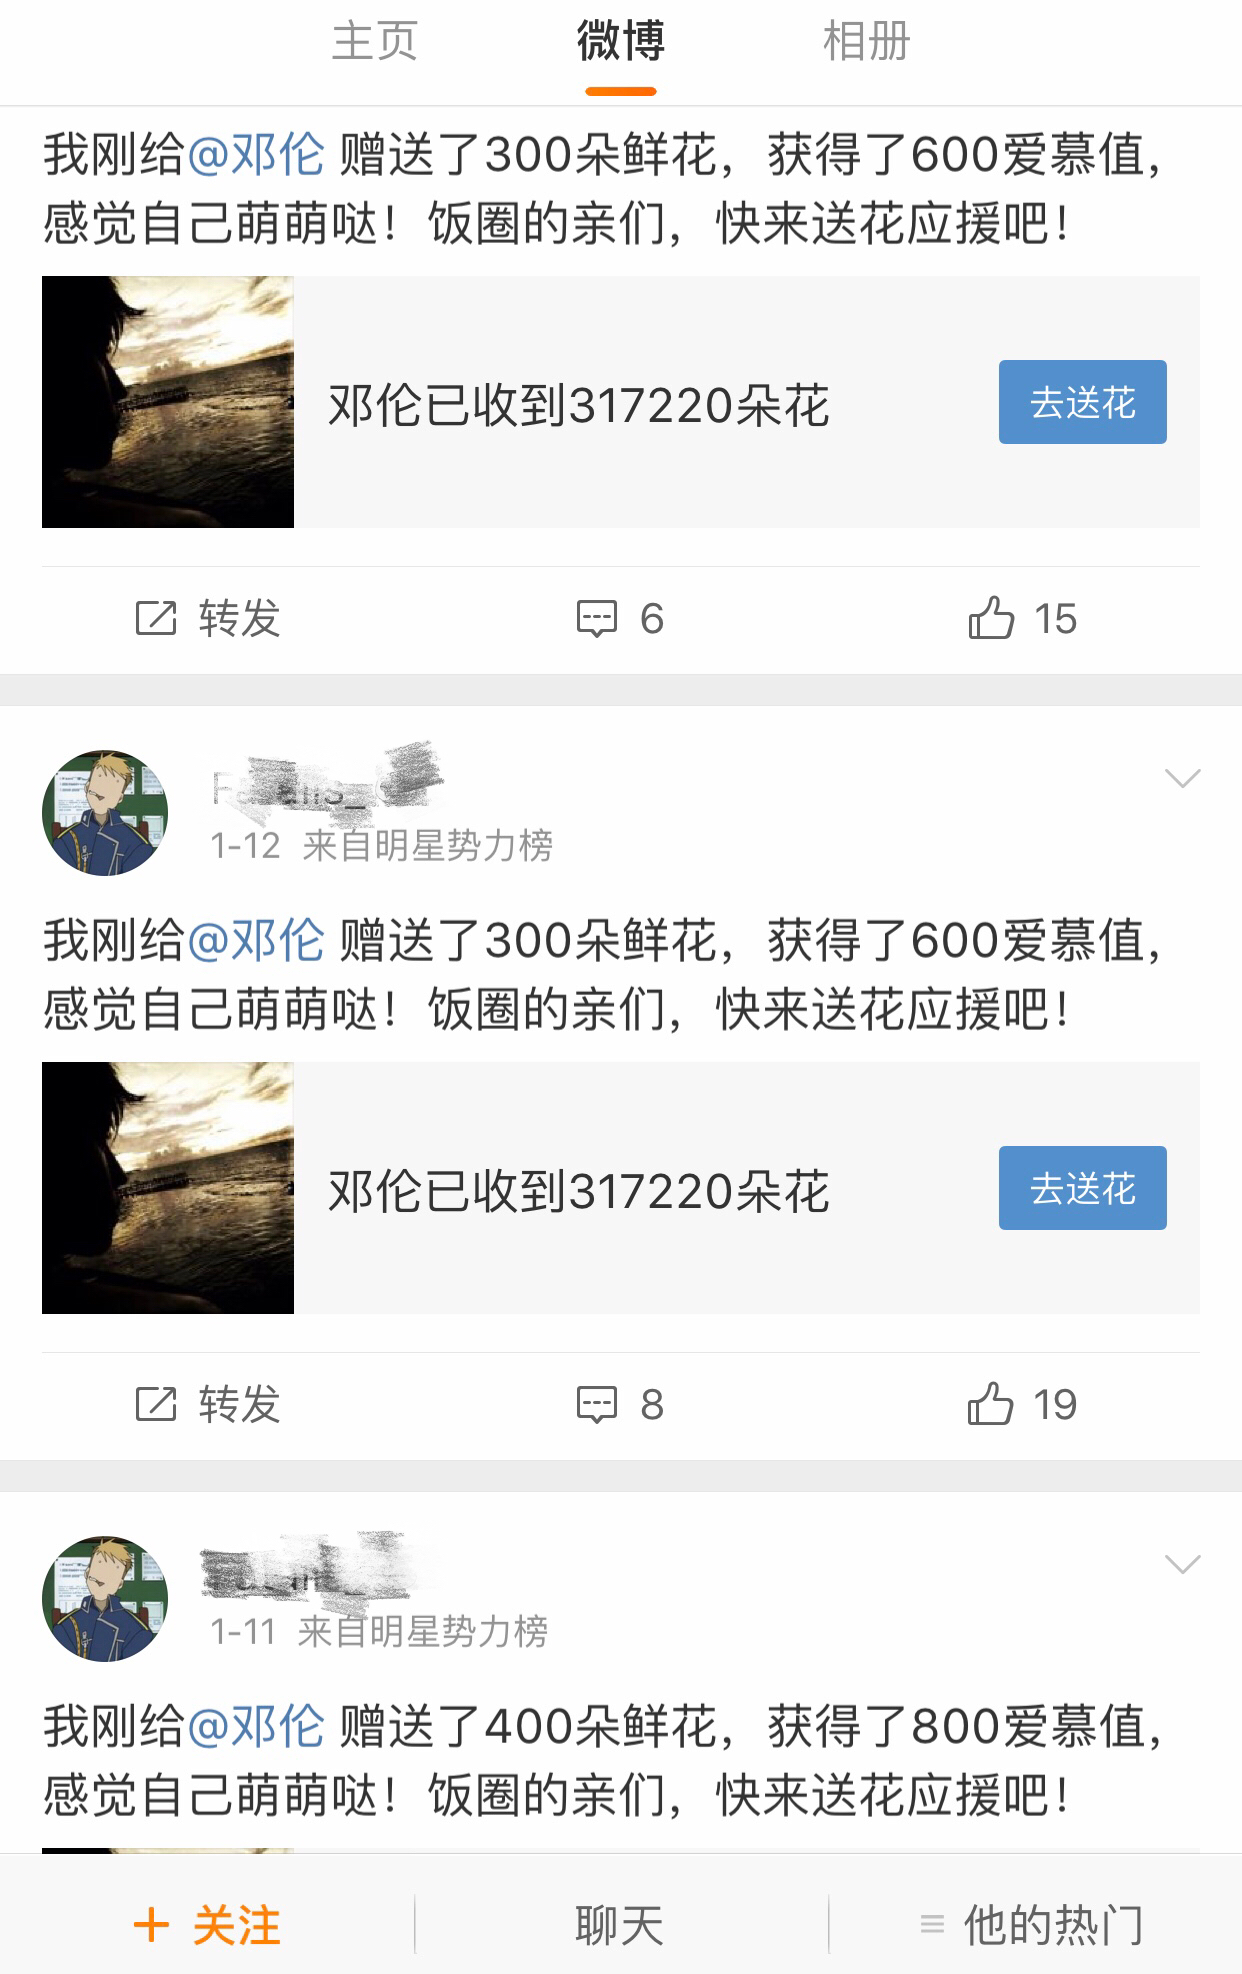 主页 微博 相册
我刚给@邓伦 赠送了300朵鲜花，获得了600爱慕值，
感觉自己萌萌哒！饭圈的亲们，快来送花应援吧！
邓伦已收到317220朵花 去送花
转发 6 15
1-12 来自明星势力榜
我刚给@邓伦 赠送了300朵鲜花，获得了600爱慕值，
感觉自己萌萌哒！饭圈的亲们，快来送花应援吧！
邓伦已收到317220朵花 去送花
转发 8 19
1-11 来自明星势力榜
我刚给@邓伦 赠送了400朵鲜花，获得了800爱慕值，
感觉自己萌萌哒！饭圈的亲们，快来送花应援吧！
+ 关注 聊天 他的热门